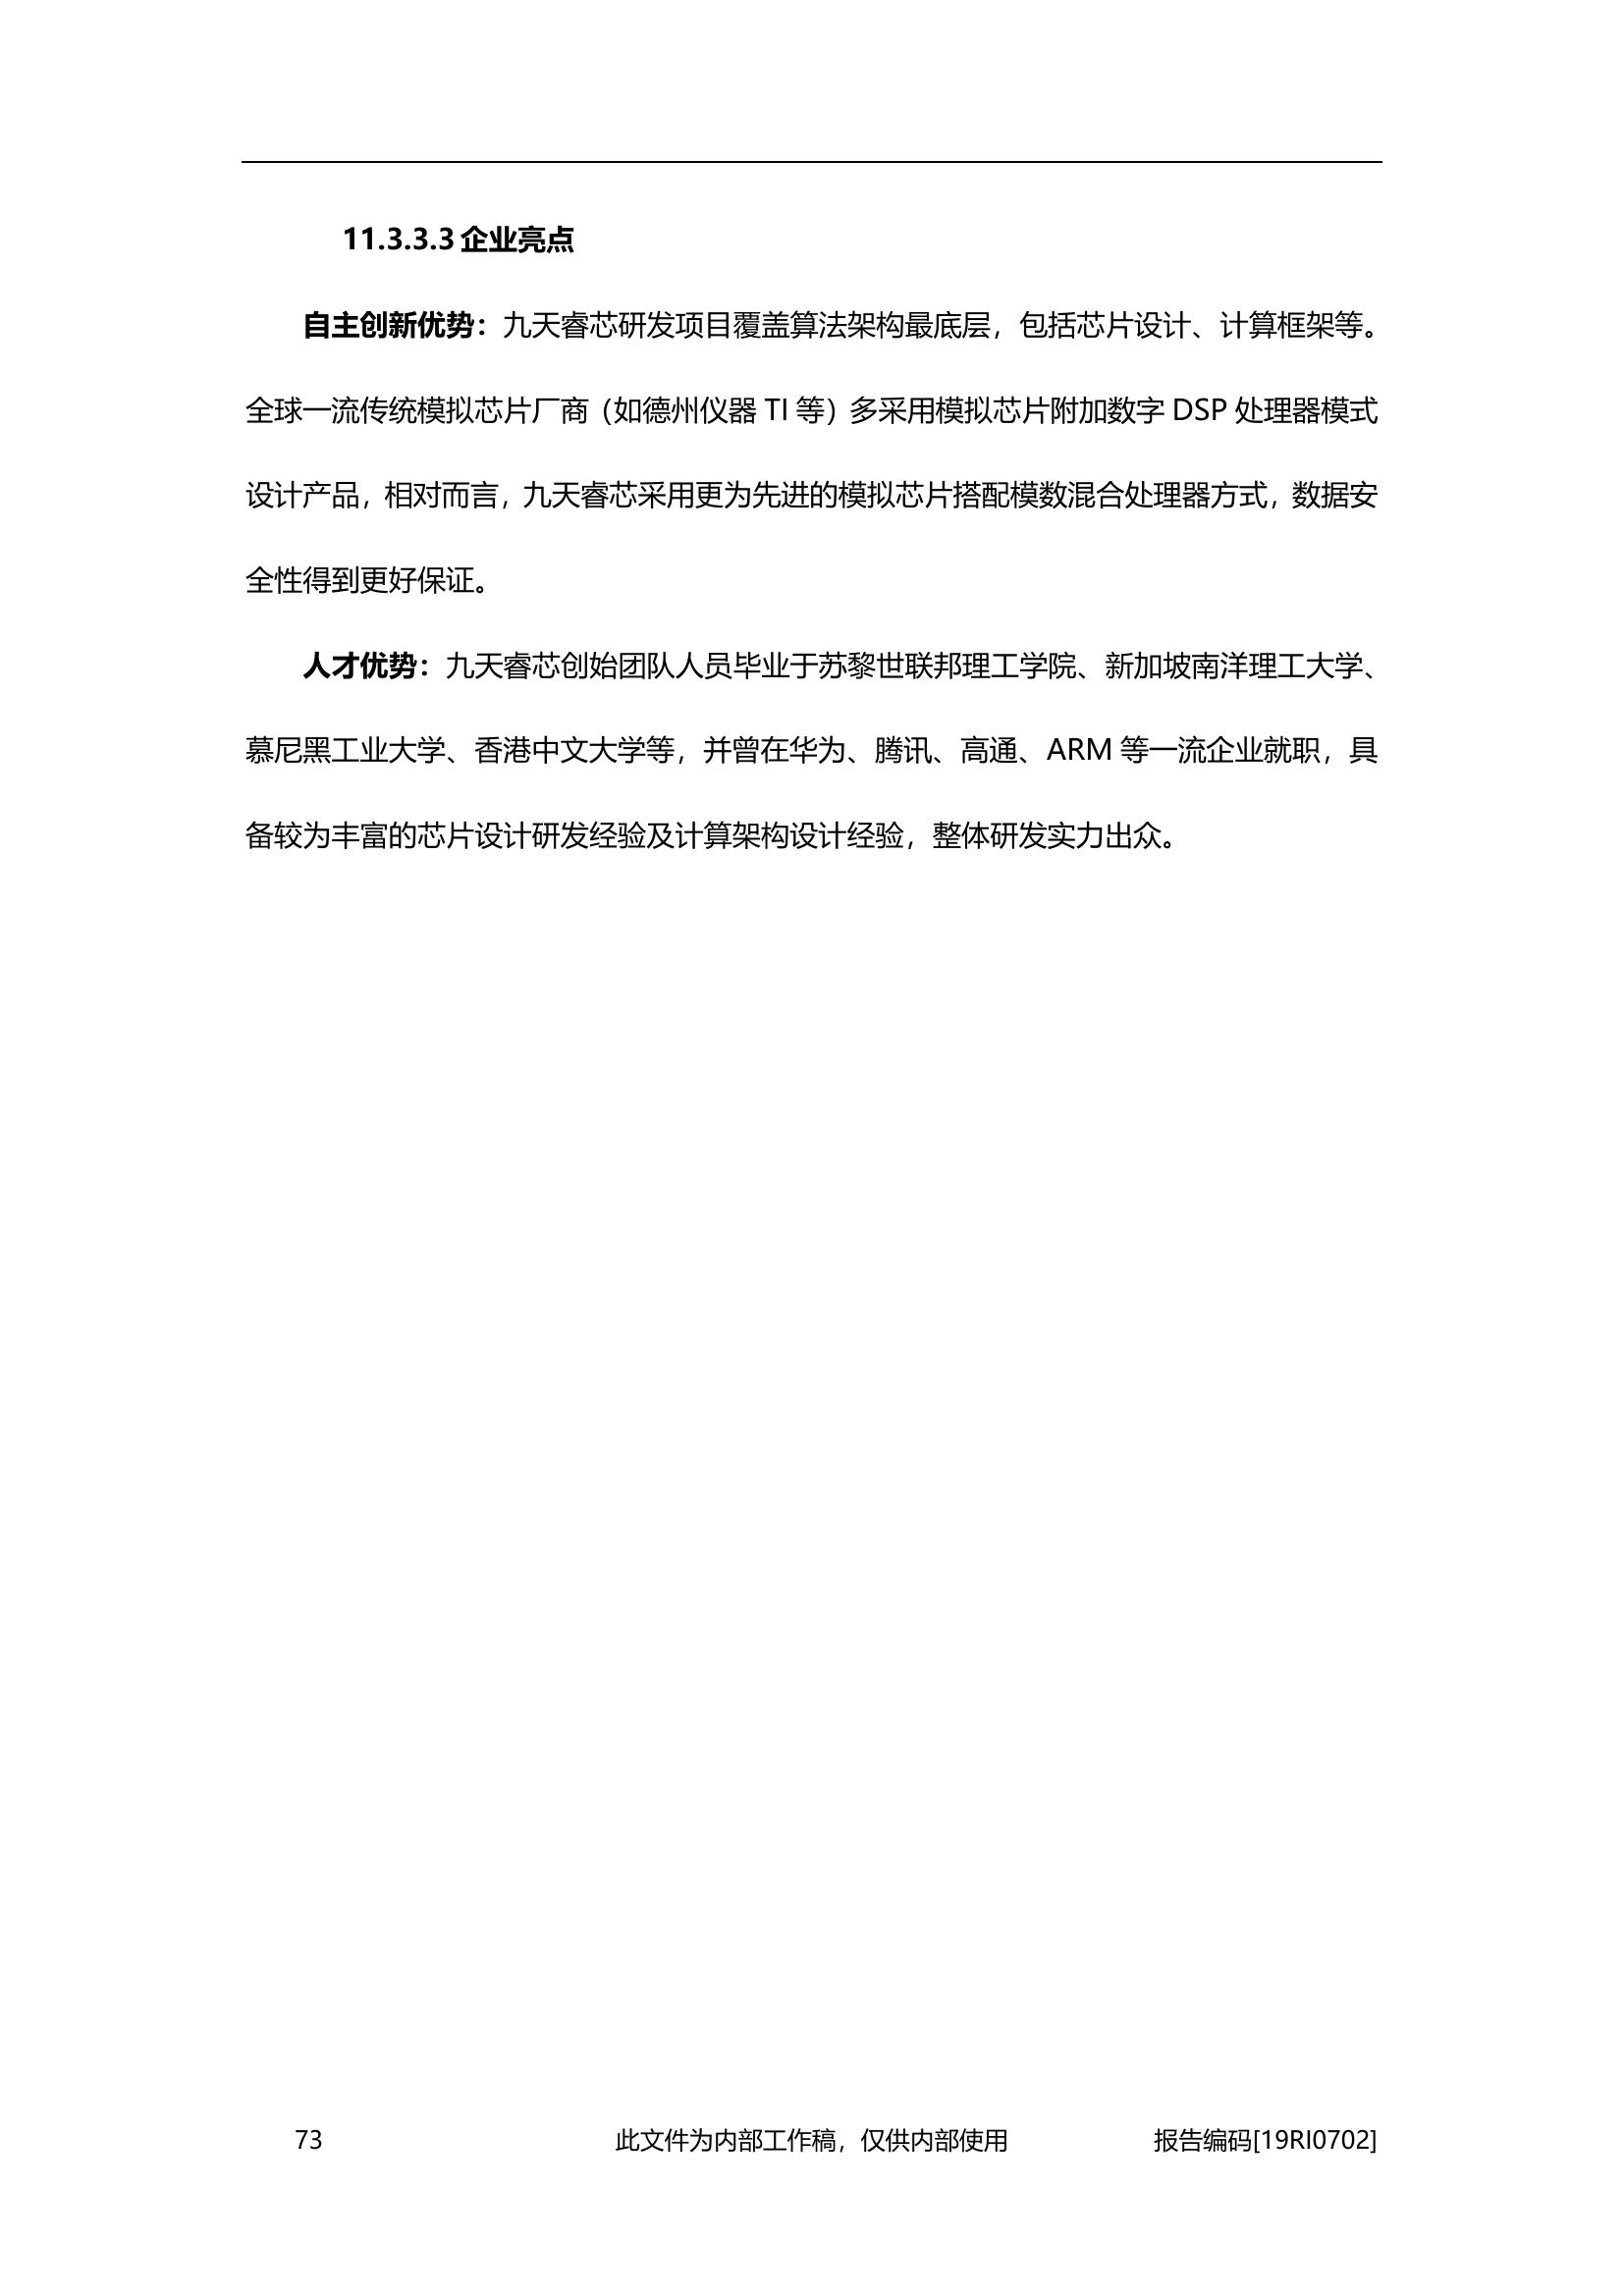 11.3.3.3 企业亮点
自主创新优势：九天睿芯研发项目覆盖算法架构最底层，包括芯片设计、计算框架等。
全球一流传统模拟芯片厂商（如德州仪器 TI 等）多采用模拟芯片附加数字 DSP 处理器模式
设计产品，相对而言，九天睿芯采用更为先进的模拟芯片搭配模数混合处理器方式，数据安
全性得到更好保证。
人才优势：九天睿芯创始团队人员毕业于苏黎世联邦理工学院、新加坡南洋理工大学、
慕尼黑工业大学、香港中文大学等，并曾在华为、腾讯、高通、ARM 等一流企业就职，具
备较为丰富的芯片设计研发经验及计算架构设计经验，整体研发实力出众。
73 此文件为内部工作稿，仅供内部使用 报告编码[19RI0702]